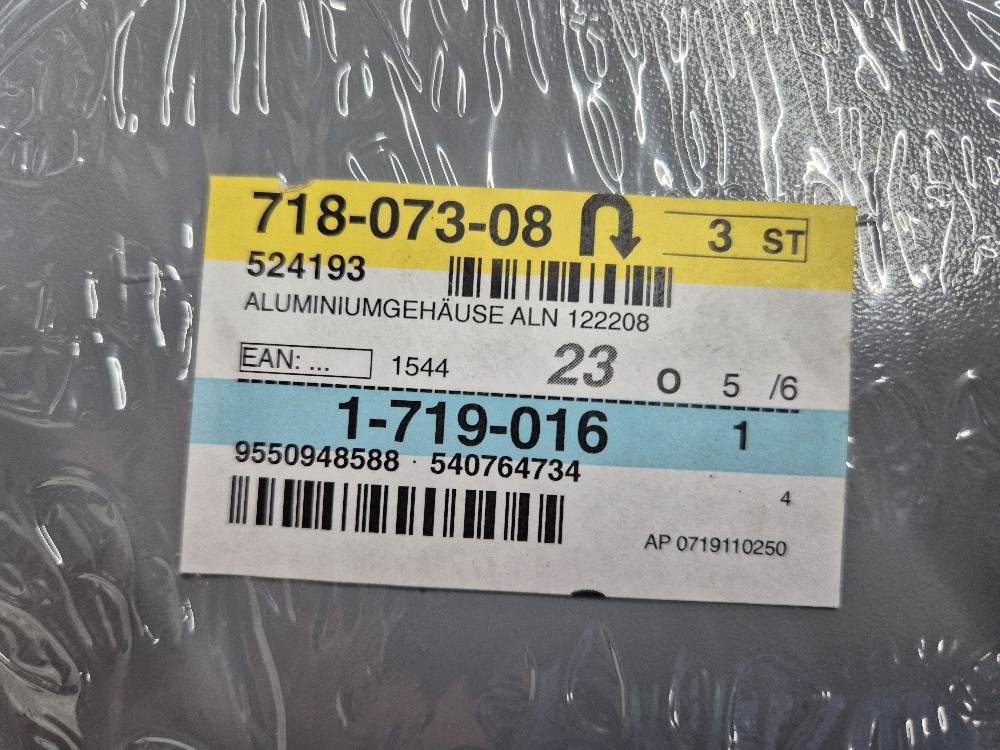 718-073-08 3 ST
524193
ALUMINIUMGEHÄUSE ALN 122208
EAN: ... 1544 23 O 5 /6
1-719-016 1
9550948588 · 540764734
4
AP 0719110250